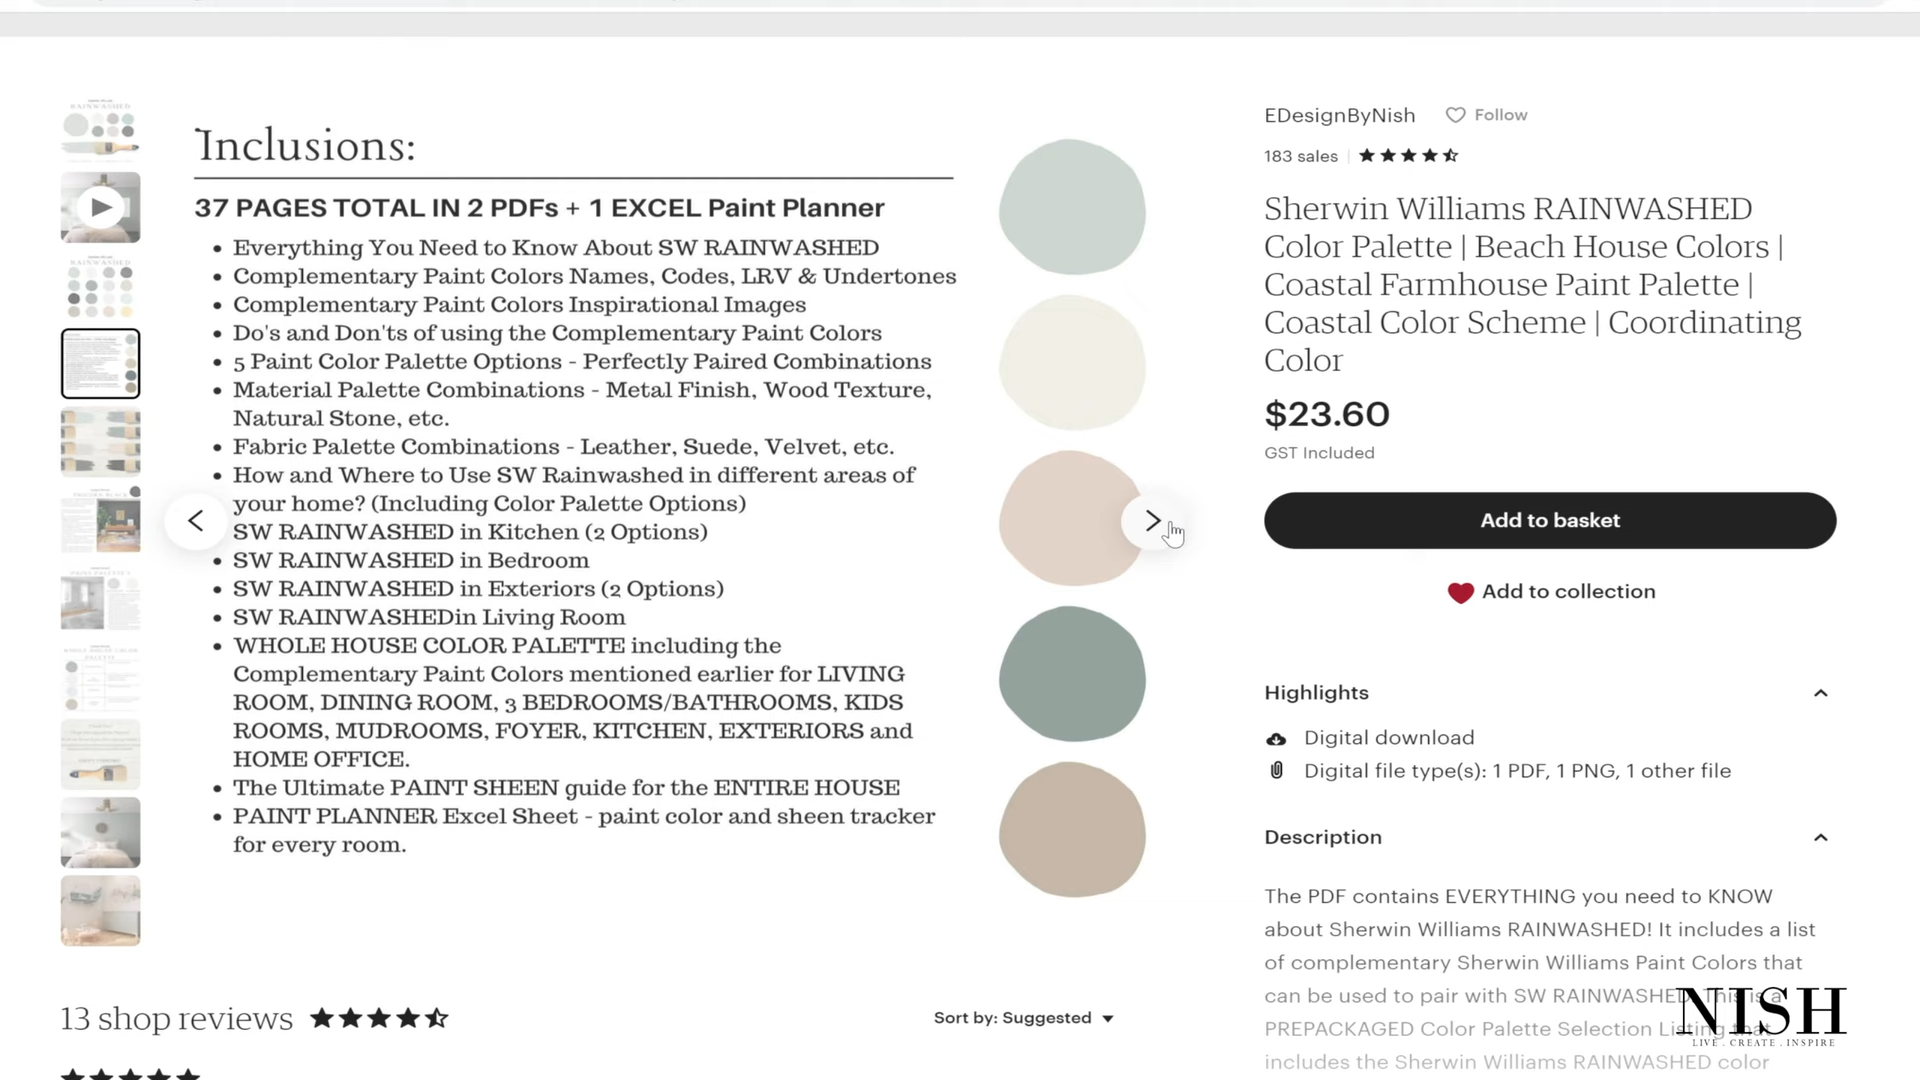 Inclusions:
37 PAGES TOTAL IN 2 PDFs + 1 EXCEL Paint Planner
• Everything You Need to Know About SW RAINWASHED
• Complementary Paint Colors Names, Codes, LRV & Undertones
• Complementary Paint Colors Inspirational Images
• Do's and Don'ts of using the Complementary Paint Colors
• 5 Paint Color Palette Options - Perfectly Paired Combinations
• Material Palette Combinations - Metal Finish, Wood Texture,
Natural Stone, etc.
• Fabric Palette Combinations - Leather, Suede, Velvet, etc.
• How and Where to Use SW Rainwashed in different areas of
your home? (Including Color Palette Options)
SW RAINWASHED in Kitchen (2 Options)
• SW RAINWASHED in Bedroom
• SW RAINWASHED in Exteriors (2 Options)
• SW RAINWASHEDin Living Room
• WHOLE HOUSE COLOR PALETTE including the
Complementary Paint Colors mentioned earlier for LIVING
ROOM, DINING ROOM, 3 BEDROOMS/BATHROOMS, KIDS
ROOMS, MUDROOMS, FOYER, KITCHEN, EXTERIORS and
HOME OFFICE.
• The Ultimate PAINT SHEEN guide for the ENTIRE HOUSE
• PAINT PLANNER Excel Sheet - paint color and sheen tracker
for every room.
13 shop reviews
Sort by: Suggested
EDesignByNish
Follow
183 sales
Sherwin Williams RAINWASHED
Color Palette | Beach House Colors |
Coastal Farmhouse Paint Palette |
Coastal Color Scheme | Coordinating
Color
$23.60
GST Included
Add to basket
Add to collection
Highlights
Digital download
Digital file type(s): 1 PDF, 1 PNG, 1 other file
Description
The PDF contains EVERYTHING you need to KNOW
about Sherwin Williams RAINWASHED! It includes a list
of complementary Sherwin Williams Paint Colors that
can be used to pair with SW RAINWASHED. This is a
PREPACKAGED Color Palette Selection Listing that
includes the Sherwin Williams RAINWASHED color
NISH
LIVE . CREATE . INSPIRE